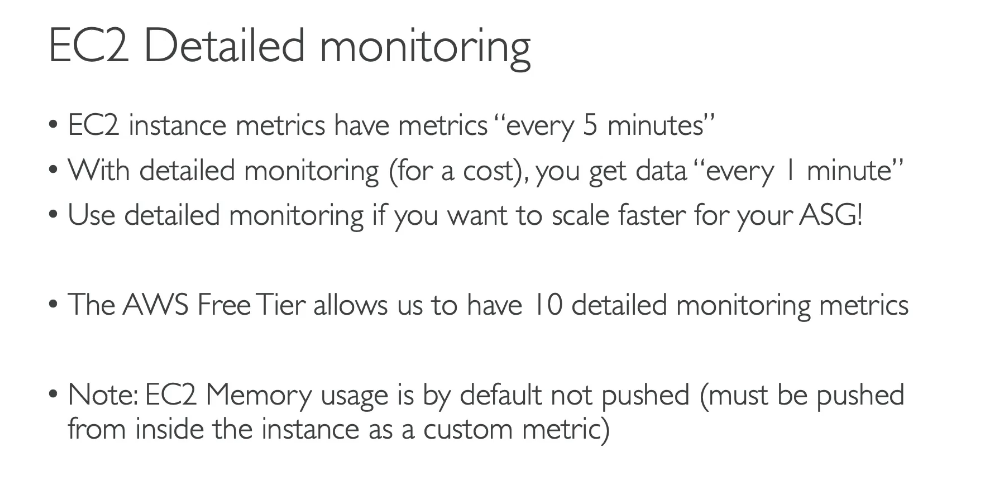 EC2 Detailed monitoring
• EC2 instance metrics have metrics “every 5 minutes”
• With detailed monitoring (for a cost), you get data “every 1 minute”
• Use detailed monitoring if you want to scale faster for your ASG!
• The AWS Free Tier allows us to have 10 detailed monitoring metrics
• Note: EC2 Memory usage is by default not pushed (must be pushed
from inside the instance as a custom metric)